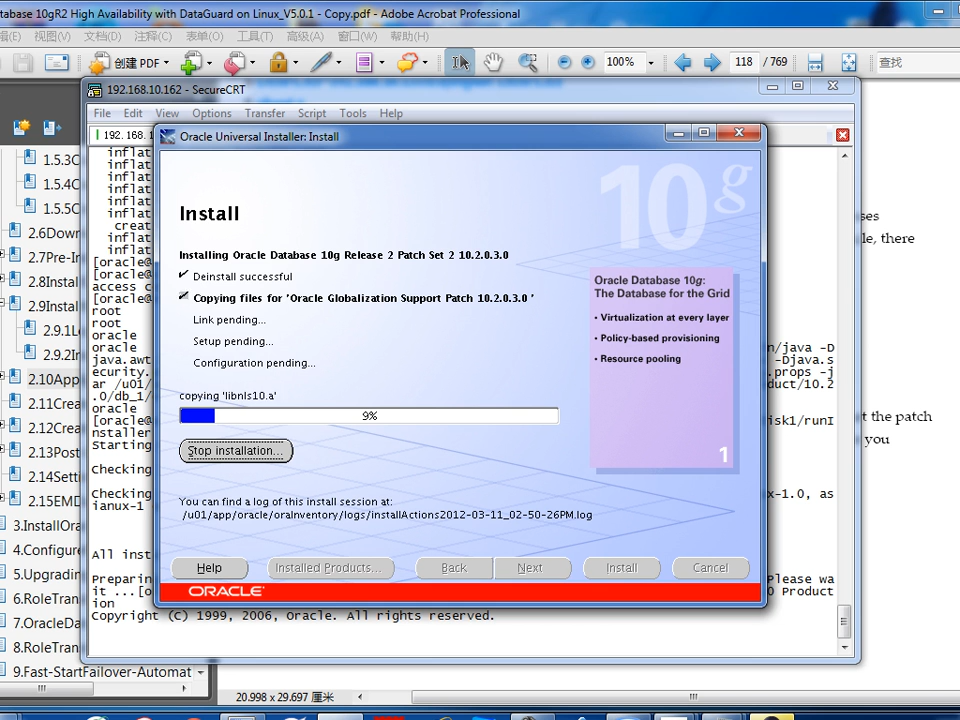 tabase 10gR2 High Availability with DataGuard on Linux_V5.0.1 - Copy.pdf - Adobe Acrobat Professional
视图(V) 文档(D) 注释(C) 表单(O) 工具(T) 高级(A) 窗口(W) 帮助(H)
创建 PDF 100% 118 / 769 查找
192.168.10.162 - SecureCRT
File Edit View Options Transfer Script Tools Help
192.168.1
Oracle Universal Installer: Install
10g
Install
Installing Oracle Database 10g Release 2 Patch Set 2 10.2.0.3.0
Deinstall successful
Copying files for 'Oracle Globalization Support Patch 10.2.0.3.0 '
Link pending...
Setup pending...
Configuration pending...
copying 'libnls10.a'
9%
Stop installation...
You can find a log of this install session at:
/u01/app/oracle/oraInventory/logs/installActions2012-03-11_02-50-26PM.log
Help Installed Products... Back Next Install Cancel
ORACLE
Oracle Database 10g:
The Database for the Grid
• Virtualization at every layer
• Policy-based provisioning
• Resource pooling
1
1.5.3C
1.5.4C
1.5.5C
2.6Down
2.7Pre-In
2.8Install
2.9Install
2.9.1L
2.9.2In
2.10App
2.11Crea
2.12Crea
2.13Post
2.14Setti
2.15EMD
3.InstallOra
4.Configure
5.Upgradin
6.RoleTran
7.OracleDa
8.RoleTran
9.Fast-StartFailover-Automat
inflat
inflat
inflat
inflat
inflat
inflat
creat
inflat
inflat
[oracle@
[oracle@
access c
[oracle@
root
root
oracle
oracle n/java -D
java.awt -Djava.s
ecurity. .props -j
ar /u01/ duct/10.2
.0/db_1/
oracle
[oracle@ isk1/runI
nstaller
Starting
Checking
Checking x-1.0, as
ianux-1
All inst
Preparin Please wa
it ...[o 0 Product
ion
Copyright (C) 1999, 2006, Oracle. All rights reserved.
ses
le, there
t the patch
you
20.998 x 29.697 厘米